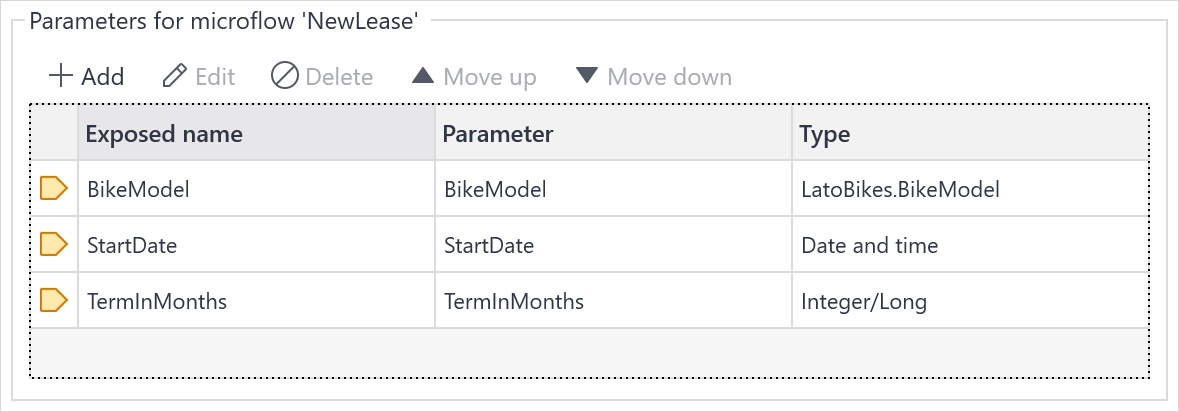 Parameters for microflow 'NewLease'
Add Edit Delete Move up Move down
Exposed name Parameter Type
BikeModel BikeModel LatoBikes.BikeModel
StartDate StartDate Date and time
TermInMonths TermInMonths Integer/Long